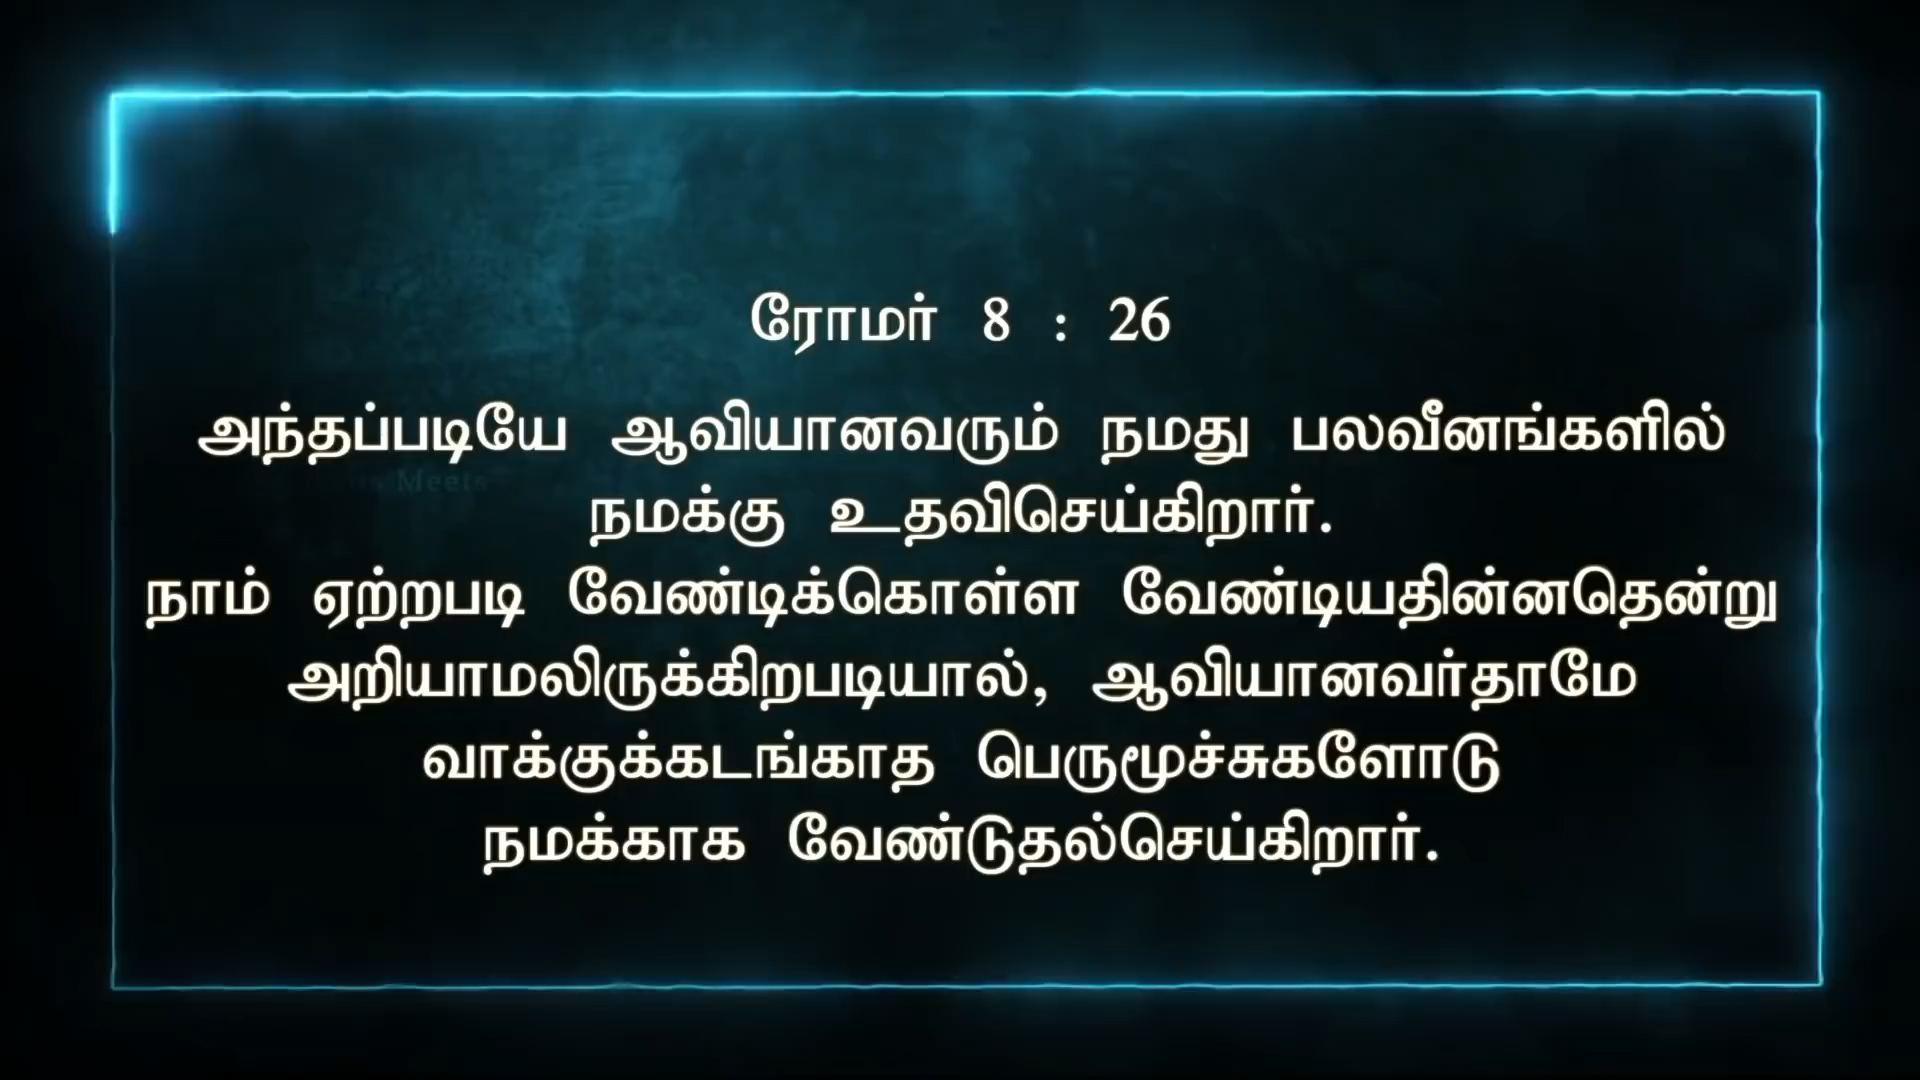 ரோமர் 8 : 26
அந்தப்படியே ஆவியானவரும் நமது பலவீனங்களில்
Meets
நமக்கு உதவிசெய்கிறார்.
நாம் ஏற்றபடி வேண்டிக்கொள்ள வேண்டியதின்னதென்று
அறியாமலிருக்கிறபடியால், ஆவியானவர்தாமே
வாக்குக்கடங்காத பெருமூச்சுகளோடு
நமக்காக வேண்டுதல்செய்கிறார்.